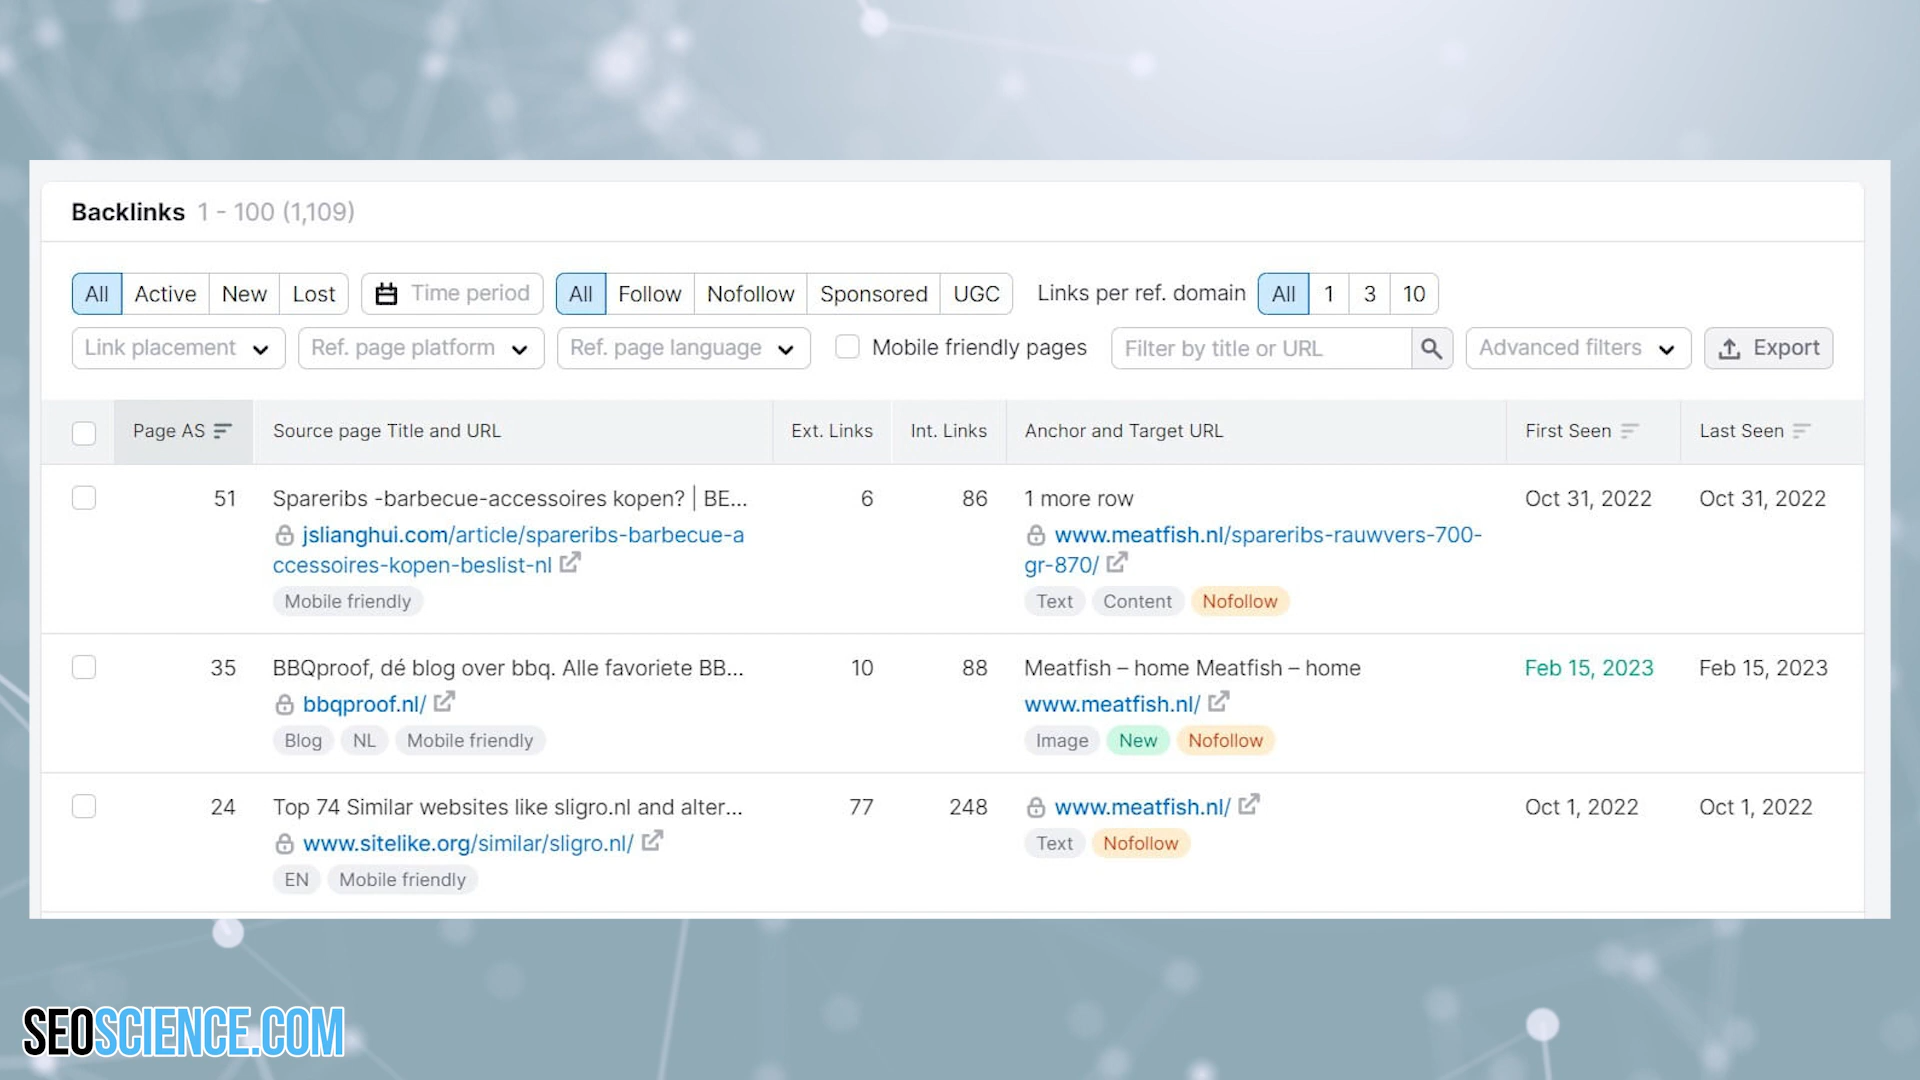 Backlinks 1 - 100 (1,109)
All Active New Lost Time period All Follow Nofollow Sponsored UGC Links per ref. domain All 1 3 10
Link placement Ref. page platform Ref. page language Mobile friendly pages Filter by title or URL Advanced filters Export
Page AS Source page Title and URL Ext. Links Int. Links Anchor and Target URL First Seen Last Seen
51 Spareribs -barbecue-accessoires kopen? | BE... 6 86 1 more row Oct 31, 2022 Oct 31, 2022
jslianghui.com/article/spareribs-barbecue-a www.meatfish.nl/spareribs-rauwvers-700-
ccessoires-kopen-beslist-nl gr-870/
Mobile friendly Text Content Nofollow
35 BBQproof, dé blog over bbq. Alle favoriete BB... 10 88 Meatfish – home Meatfish – home Feb 15, 2023 Feb 15, 2023
bbqproof.nl/ www.meatfish.nl/
Blog NL Mobile friendly Image New Nofollow
24 Top 74 Similar websites like sligro.nl and alter... 77 248 www.meatfish.nl/ Oct 1, 2022 Oct 1, 2022
www.sitelike.org/similar/sligro.nl/ Text Nofollow
EN Mobile friendly
SEOSCIENCE.COM